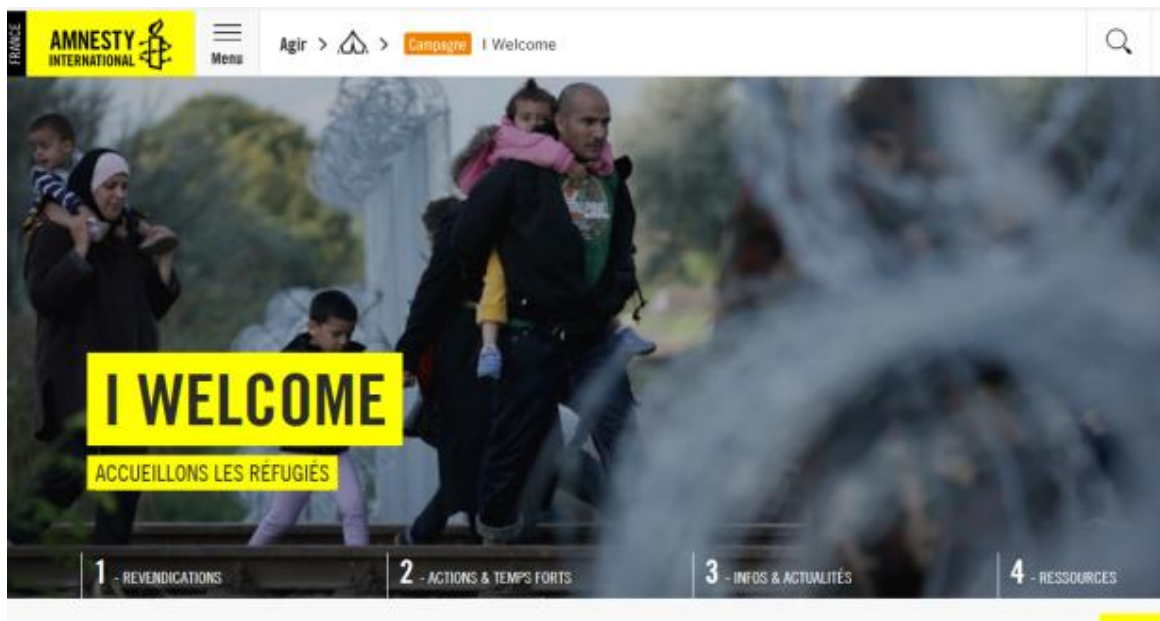 FRANCE
AMNESTY
INTERNATIONAL
Menu
Agir > > Campagne I Welcome
I WELCOME
ACCUEILLONS LES RÉFUGIÉS
1 - REVENDICATIONS
2 - ACTIONS & TEMPS FORTS
3 - INFOS & ACTUALITÉS
4 - RESSOURCES